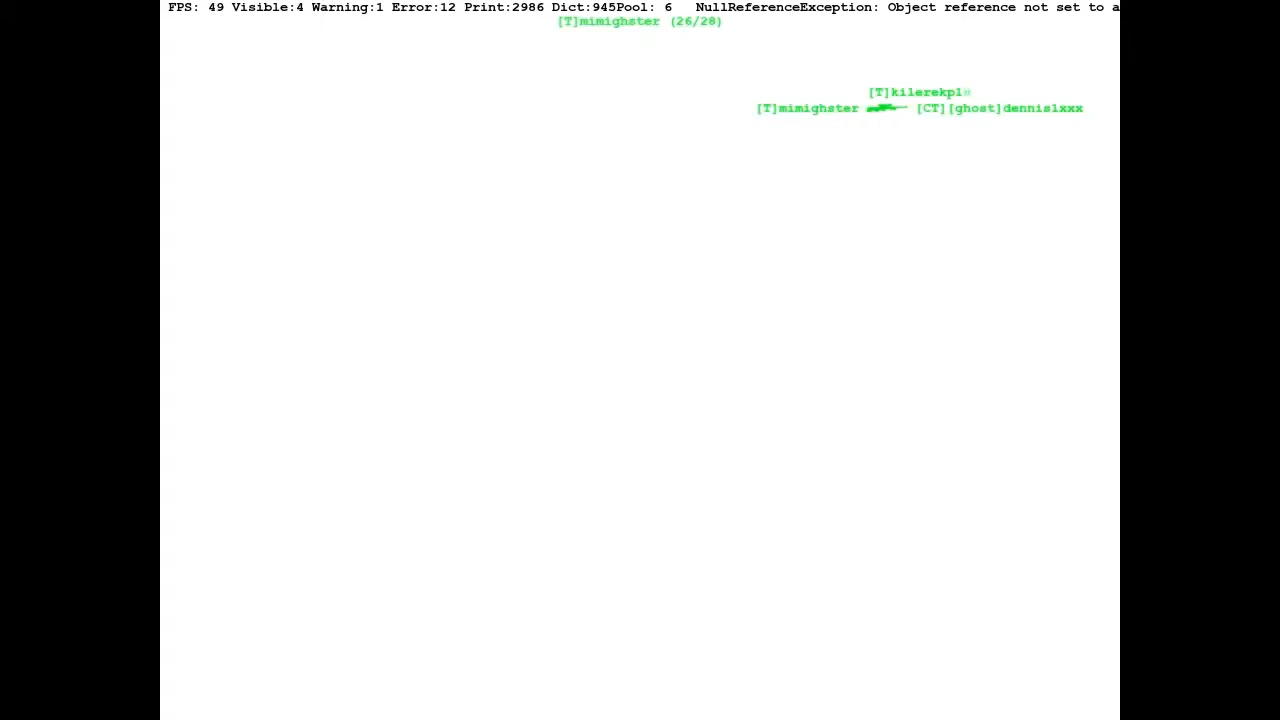 FPS: 49 Visible:4 Warning:1 Error:12 Print:2986 Dict:945Pool: 6 NullReferenceException: Object reference not set to a
[T]mimighster (26/28)
[T]kilerekpl
[T]mimighster [CT][ghost]dennis1xxx